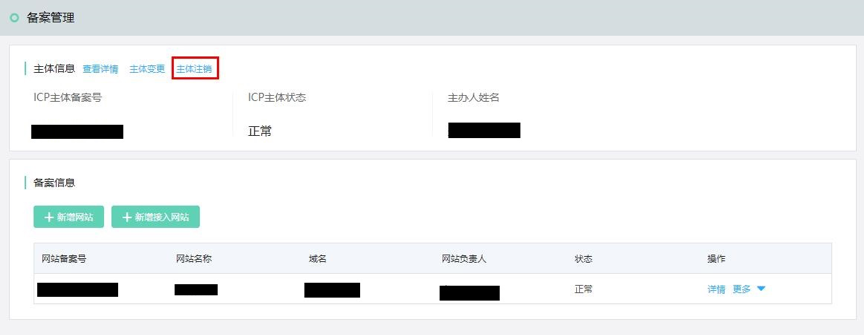 备案管理
主体信息 查看详情 主体变更 主体注销
ICP主体备案号 ICP主体状态 主办人姓名
正常
备案信息
+ 新增网站 + 新增接入网站
网站备案号 网站名称 域名 网站负责人 状态 操作
正常 详情 更多